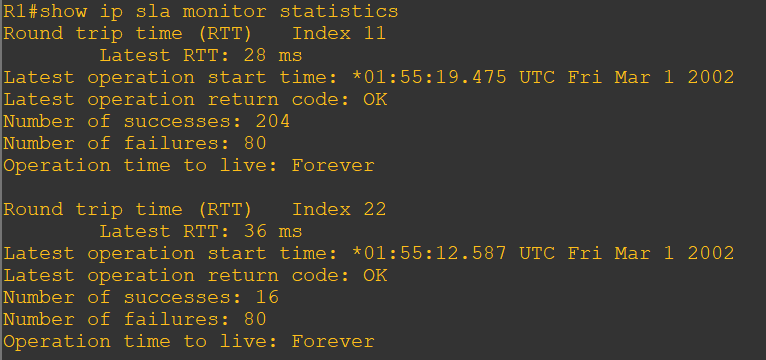 R1#show ip sla monitor statistics
Round trip time (RTT)   Index 11
        Latest RTT: 28 ms
Latest operation start time: *01:55:19.475 UTC Fri Mar 1 2002
Latest operation return code: OK
Number of successes: 204
Number of failures: 80
Operation time to live: Forever

Round trip time (RTT)   Index 22
        Latest RTT: 36 ms
Latest operation start time: *01:55:12.587 UTC Fri Mar 1 2002
Latest operation return code: OK
Number of successes: 16
Number of failures: 80
Operation time to live: Forever